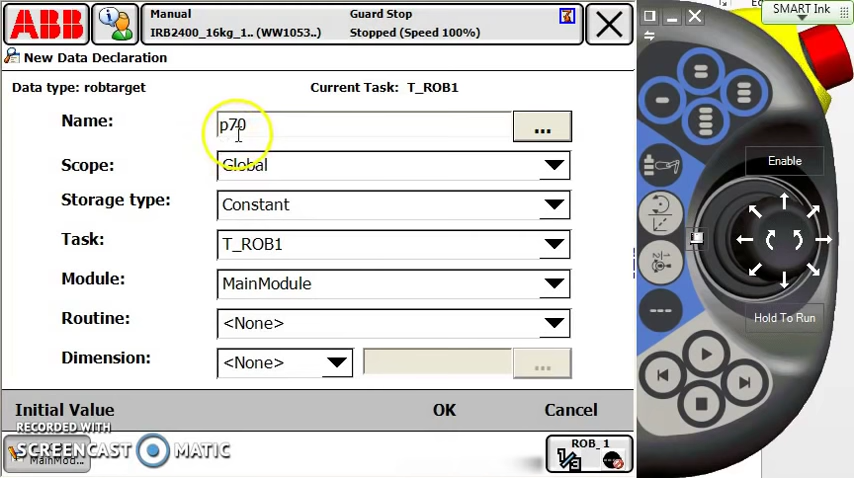 SMART Ink
ABB
Manual
IRB2400_16kg_1.. (WW1053..)
Guard Stop
Stopped (Speed 100%)
New Data Declaration
Data type: robtarget
Current Task: T_ROB1
Name:
p70
...
Scope:
Global
Storage type:
Constant
Task:
T_ROB1
Module:
MainModule
Routine:
<None>
Dimension:
<None>
...
Initial Value
OK
Cancel
RECORDED WITH
SCREENCAST MATIC
MainMod...
ROB_1
1/3
Enable
Hold To Run